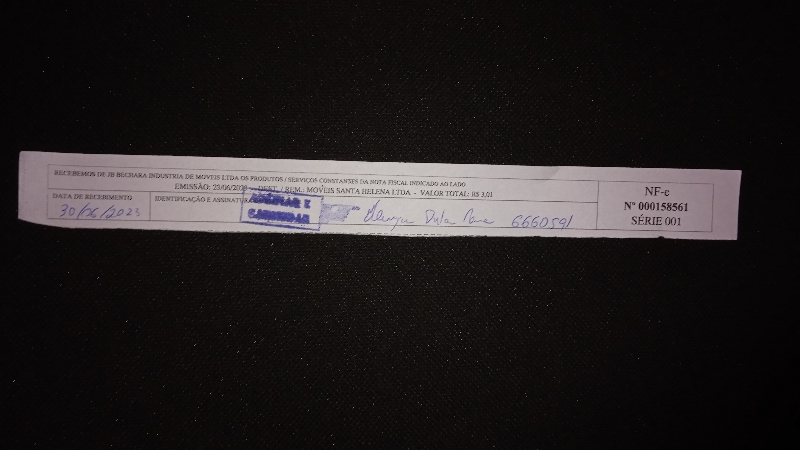 RECEBEMOS DE JB BECHARA INDUSTRIA DE MOVEIS LTDA OS PRODUTOS / SERVIÇOS CONSTANTES DA NOTA FISCAL INDICADO AO LADO
EMISSÃO: 23/06/2023 DEST. / REM.: MOVEIS SANTA HELENA LTDA - VALOR TOTAL: R$ 3,01
DATA DE RECEBIMENTO
30/06/2023
IDENTIFICAÇÃO E ASSINATURA
CARIMBAR
6660591
NF-e
Nº 000158561
SÉRIE 001